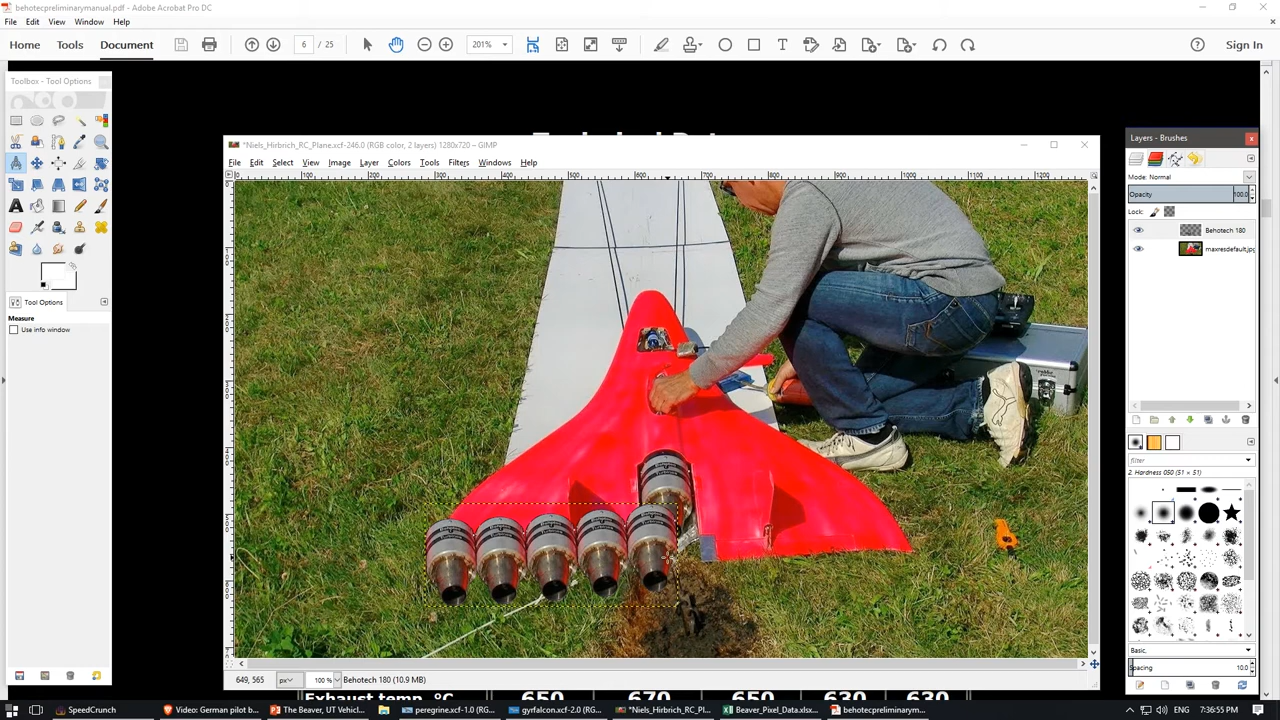 behotecpreliminarymanual.pdf - Adobe Acrobat Pro DC
File Edit View Window Help
Home Tools Document 6 / 25 201% Sign In
Toolbox - Tool Options
*Niels_Hirbrich_RC_Plane.xcf-246.0 (RGB color, 2 layers) 1280x720 – GIMP
File Edit Select View Image Layer Colors Tools Filters Windows Help
Tool Options
Measure
Use info window
Layers - Brushes
Mode: Normal
Opacity 100.0
Lock:
Behotech 180
maxresdefault.jpg
filter
2. Hardness 050 (51 × 51)
Basic,
Spacing 10.0
649, 565 px 100 % Behotech 180 (10.9 MB)
Exhaust temp. °C 650 670 650 630 630
SpeedCrunch
Video: German pilot b...
The Beaver, UT Vehicl...
peregrine.xcf-1.0 (RG...
gyrfalcon.xcf-2.0 (RG...
*Niels_Hirbrich_RC_Pl...
Beaver_Pixel_Data.xlsx...
behotecpreliminarym...
7:36:55 PM